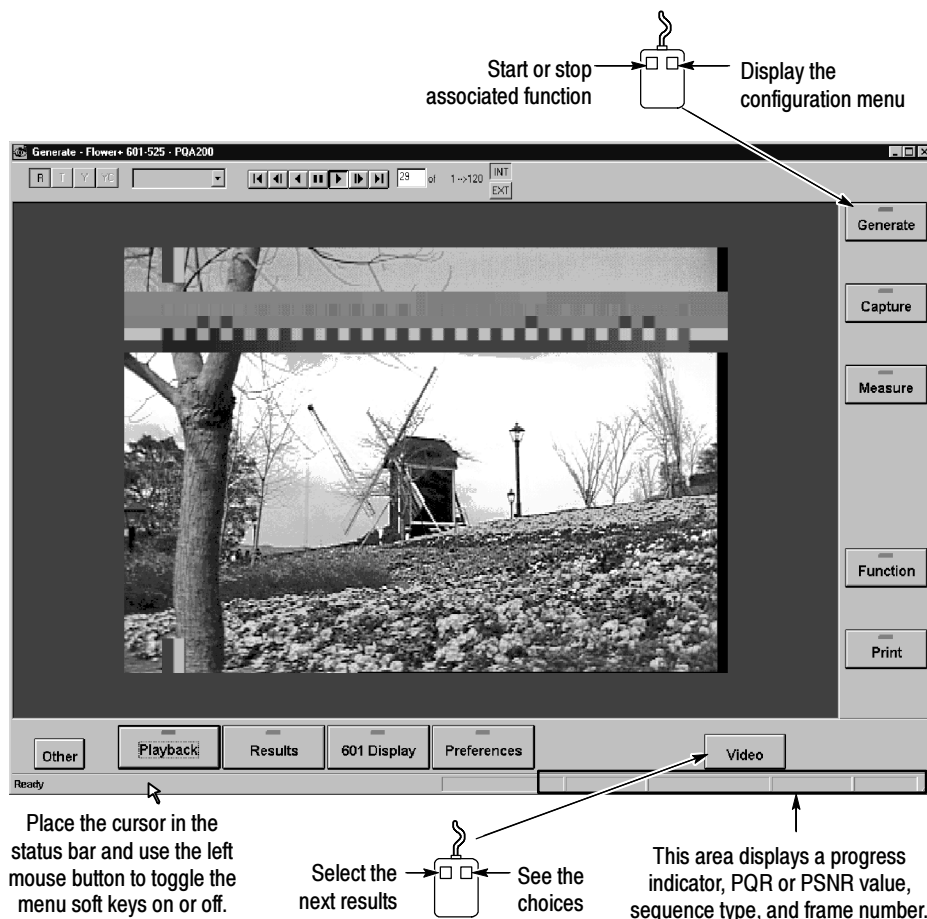 Start or stop
associated function
Display the
configuration menu
Generate - Flower+ 601-525 - PQA200
R T Y YC 29 of 1-->120 INT
EXT
Generate
Capture
Measure
Function
Print
Other Playback Results 601 Display Preferences Video
Ready
Place the cursor in the
status bar and use the left
mouse button to toggle the
menu soft keys on or off.
Select the
next results
See the
choices
This area displays a progress
indicator, PQR or PSNR value,
sequence type, and frame number.